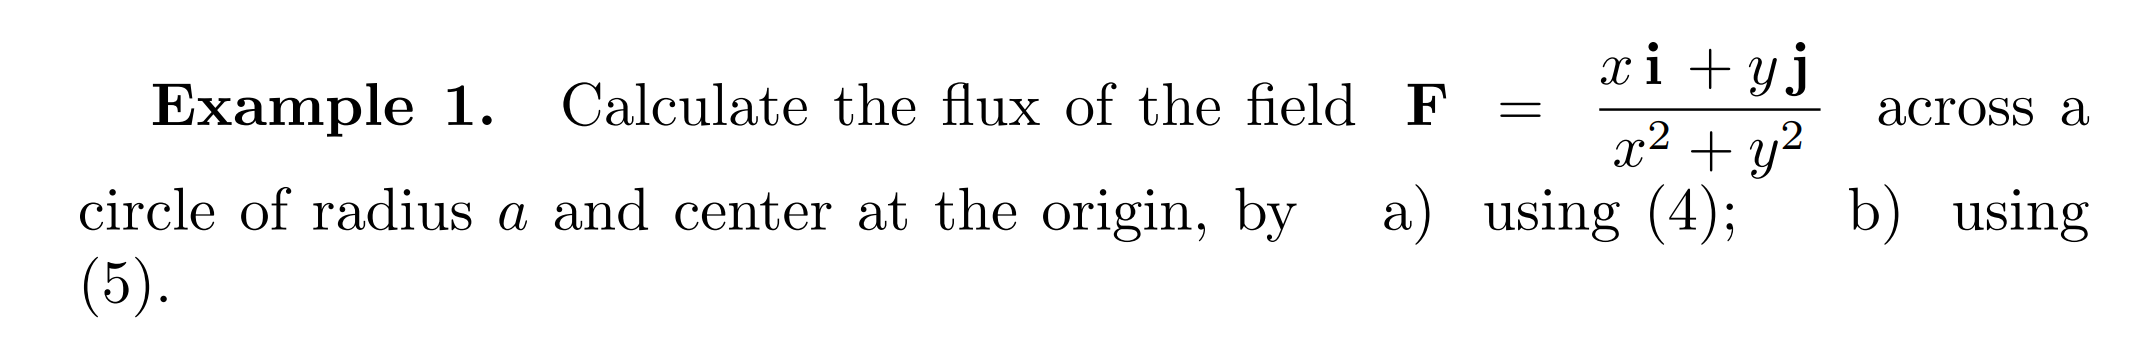 Example 1. Calculate the flux of the field F = \frac{x i + y j}{x^2 + y^2} across a
circle of radius a and center at the origin, by a) using (4); b) using
(5).